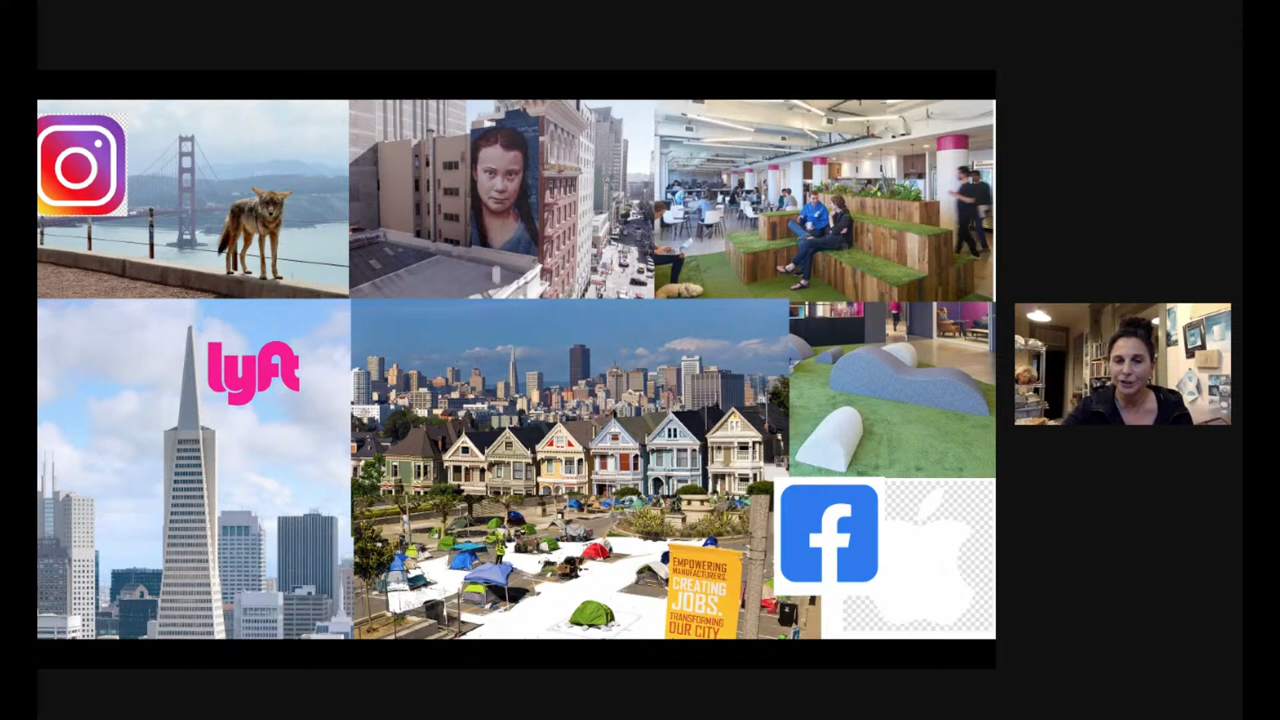 lyft
EMPOWERING
MANUFACTURERS.
CREATING
JOBS.
TRANSFORMING
OUR CITY
f